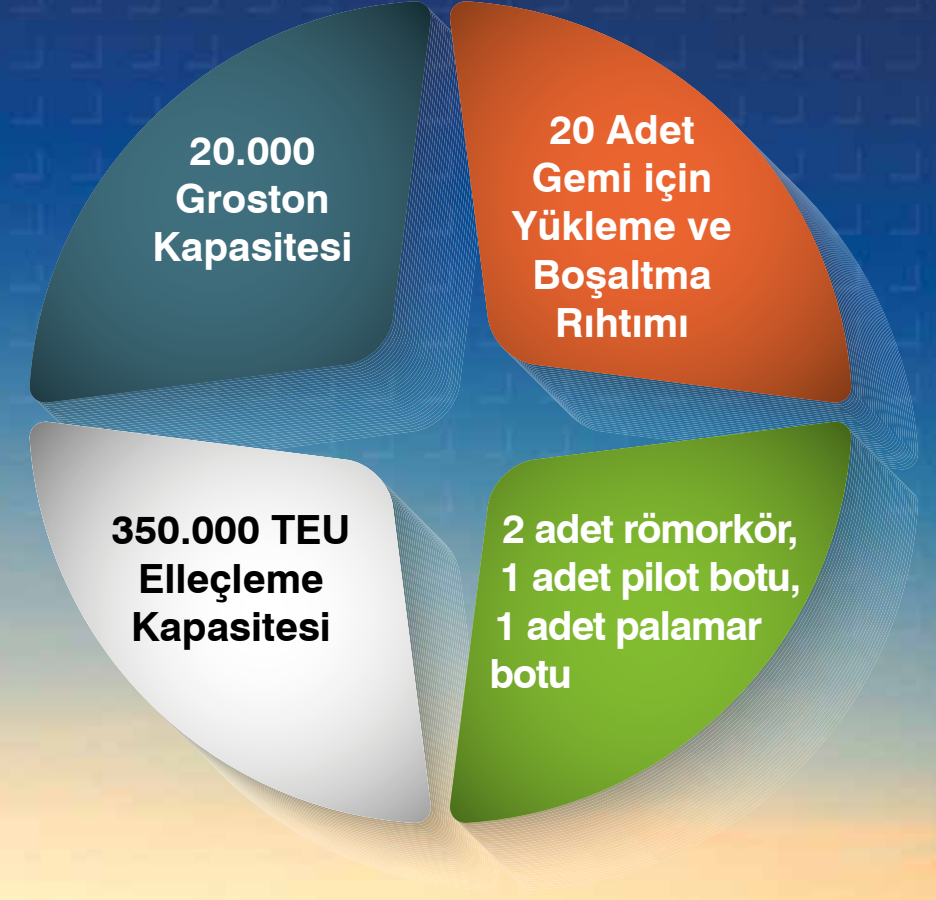 20.000
Groston
Kapasitesi
20 Adet
Gemi için
Yükleme ve
Boşaltma
Rıhtımı
350.000 TEU
Elleçleme
Kapasitesi
2 adet römorkör,
1 adet pilot botu,
1 adet palamar
botu